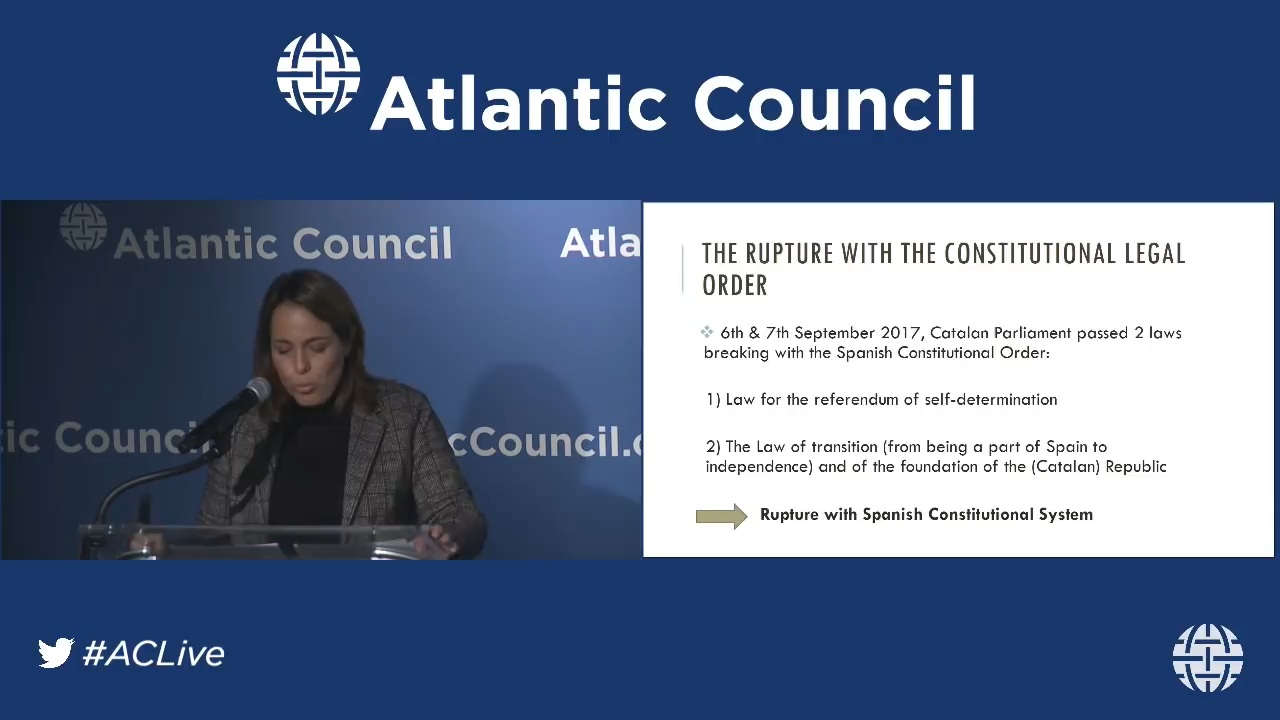 Atlantic Council
Atlantic Council
Atla
tic Counci
cCouncil.c
THE RUPTURE WITH THE CONSTITUTIONAL LEGAL
ORDER
6th & 7th September 2017, Catalan Parliament passed 2 laws
breaking with the Spanish Constitutional Order:
1) Law for the referendum of self-determination
2) The Law of transition (from being a part of Spain to
independence) and of the foundation of the (Catalan) Republic
Rupture with Spanish Constitutional System
#ACLive